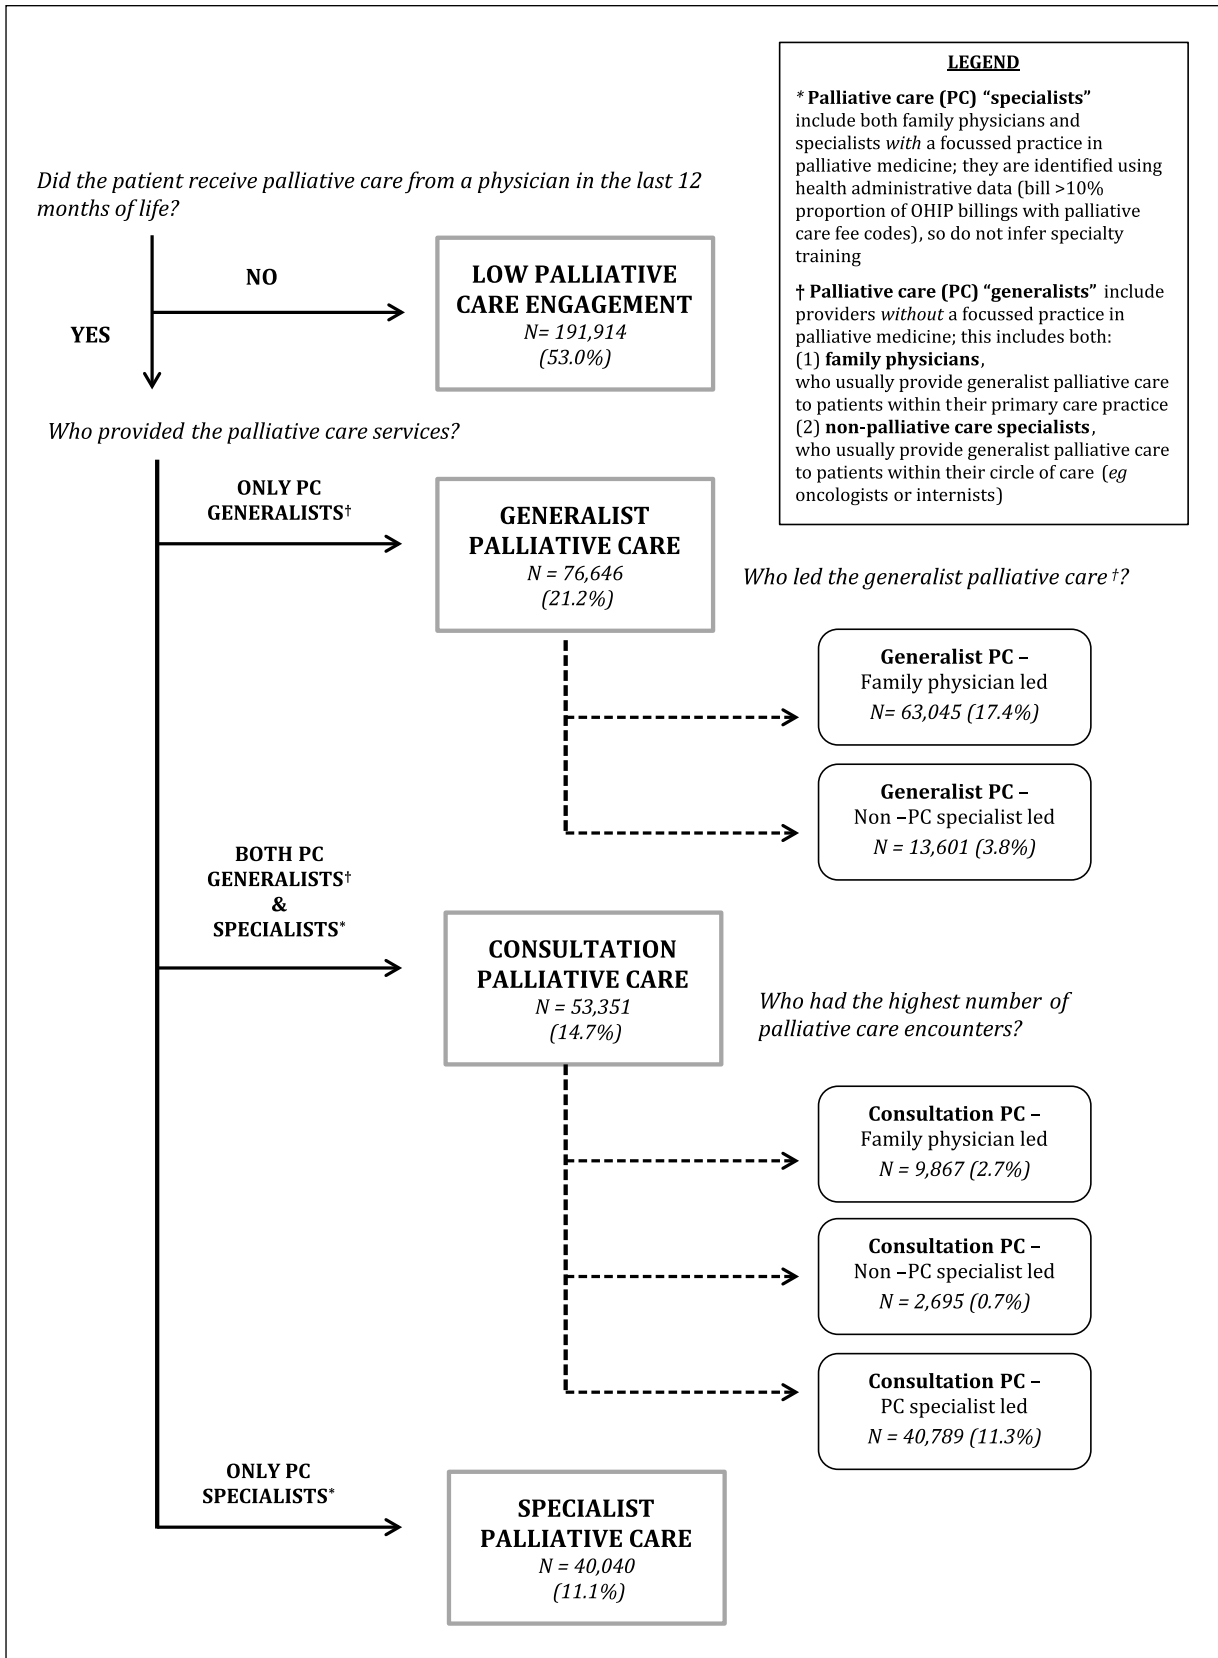 LEGEND
* Palliative care (PC) “specialists”
include both family physicians and
specialists with a focussed practice in
palliative medicine; they are identified using
health administrative data (bill >10%
proportion of OHIP billings with palliative
care fee codes), so do not infer specialty
training
† Palliative care (PC) “generalists” include
providers without a focussed practice in
palliative medicine; this includes both:
(1) family physicians,
who usually provide generalist palliative care
to patients within their primary care practice
(2) non-palliative care specialists,
who usually provide generalist palliative care
to patients within their circle of care (eg
oncologists or internists)
Did the patient receive palliative care from a physician in the last 12
months of life?
NO
YES
LOW PALLIATIVE
CARE ENGAGEMENT
N= 191,914
(53.0%)
Who provided the palliative care services?
ONLY PC
GENERALISTS†
GENERALIST
PALLIATIVE CARE
N = 76,646
(21.2%)
Who led the generalist palliative care †?
Generalist PC –
Family physician led
N= 63,045 (17.4%)
Generalist PC –
Non –PC specialist led
N = 13,601 (3.8%)
BOTH PC
GENERALISTS†
&
SPECIALISTS*
CONSULTATION
PALLIATIVE CARE
N = 53,351
(14.7%)
Who had the highest number of
palliative care encounters?
Consultation PC –
Family physician led
N = 9,867 (2.7%)
Consultation PC –
Non –PC specialist led
N = 2,695 (0.7%)
Consultation PC –
PC specialist led
N = 40,789 (11.3%)
ONLY PC
SPECIALISTS*
SPECIALIST
PALLIATIVE CARE
N = 40,040
(11.1%)